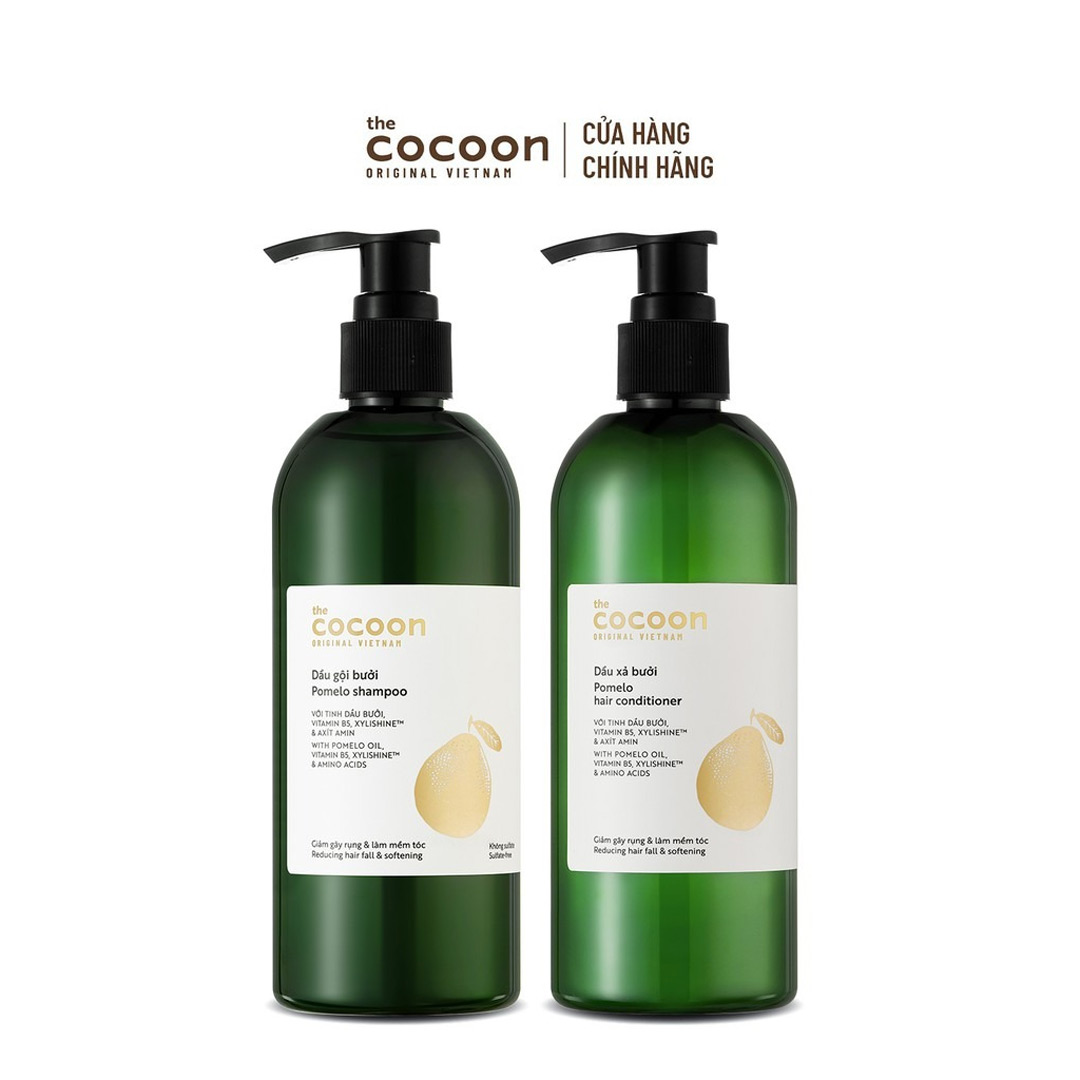 the
cocoon
ORIGINAL VIETNAM
CỬA HÀNG
CHÍNH HÃNG
the
cocoon
ORIGINAL VIETNAM
Dầu gội bưởi
Pomelo shampoo
VỚI TINH DẦU BƯỞI,
VITAMIN B5, XYLISHINE™
& AXÍT AMIN
WITH POMELO OIL,
VITAMIN B5, XYLISHINE™
& AMINO ACIDS
Giảm gãy rụng & làm mềm tóc
Reducing hair fall & softening
Không sulfate
Sulfate-free
the
cocoon
ORIGINAL VIETNAM
Dầu xả bưởi
Pomelo
hair conditioner
VỚI TINH DẦU BƯỞI,
VITAMIN B5, XYLISHINE™
& AXÍT AMIN
WITH POMELO OIL,
VITAMIN B5, XYLISHINE™
& AMINO ACIDS
Giảm gãy rụng & làm mềm tóc
Reducing hair fall & softening